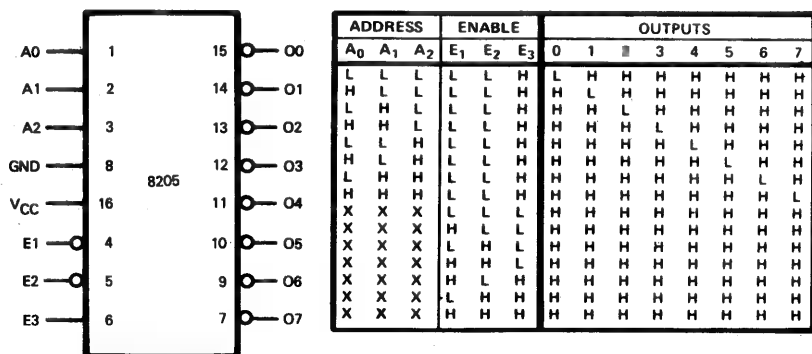 A0 1 15 O0
A1 2 14 O1
A2 3 13 O2
GND 8 12 O3
8205
VCC 16 11 O4
E1 4 10 O5
E2 5 9 O6
E3 6 7 O7
ADDRESS ENABLE OUTPUTS
A0 A1 A2 E1 E2 E3 0 1 3 4 5 6 7
L L L L L H L H H H H H H H
H L L L L H H L H H H H H H
L H L L L H H H L H H H H H
H H L L L H H H H L H H H H
L L H L L H H H H H L H H H
H L H L L H H H H H H L H H
L H H L L H H H H H H H L H
H H H L L H H H H H H H H L
X X X L L L H H H H H H H H
X X X H L L H H H H H H H H
X X X L H L H H H H H H H H
X X X H H L H H H H H H H H
X X X H L H H H H H H H H H
X X X L H H H H H H H H H H
X X X H H H H H H H H H H H